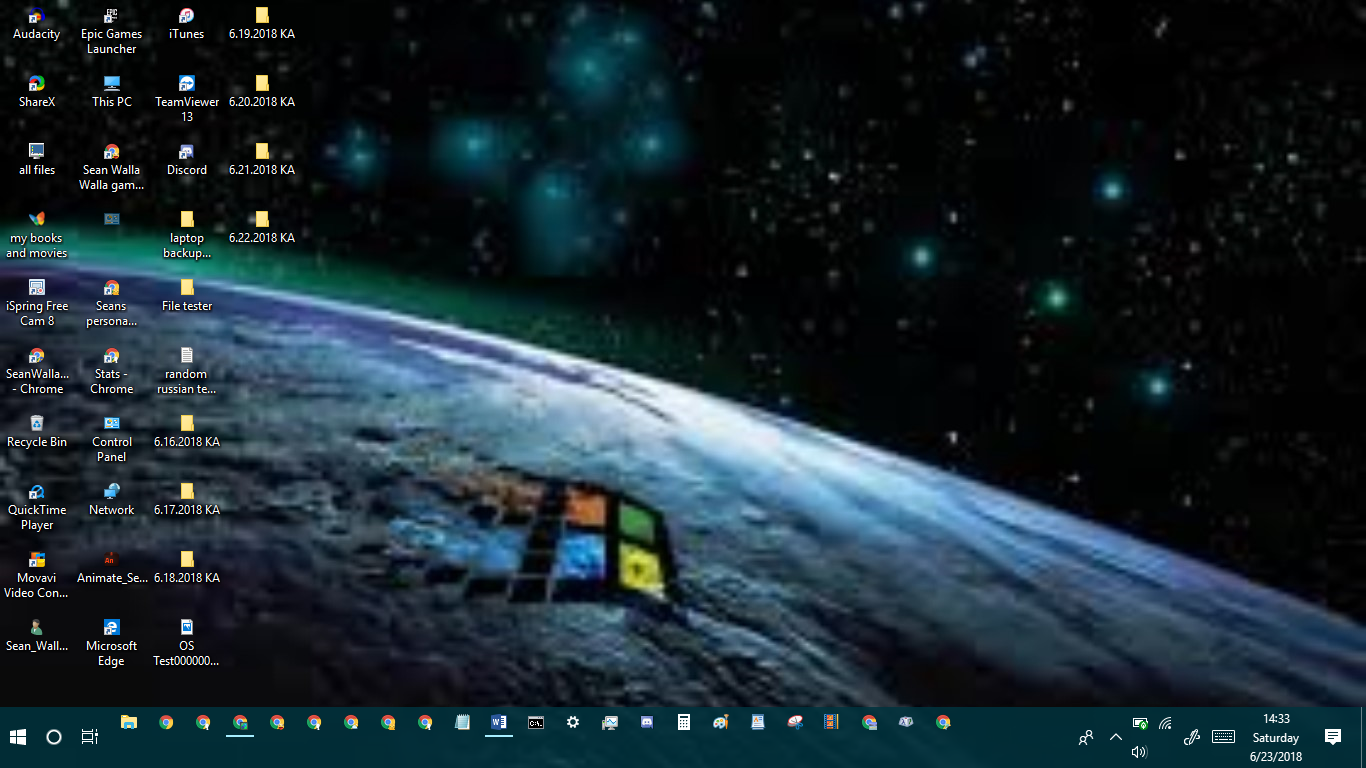 Audacity
ShareX
all files
my books
and movies
iSpring Free
Cam 8
SeanWalla...
- Chrome
Recycle Bin
QuickTime
Player
Movavi
Video Con...
Sean_Wall...
EPIC
Epic Games
Launcher
This PC
Sean Walla
Walla gam...
Seans
persona...
Stats -
Chrome
Control
Panel
Network
An
Animate_Se...
Microsoft
Edge
iTunes
TeamViewer
13
Discord
laptop
backup...
File tester
random
russian te...
6.16.2018 KA
6.17.2018 KA
6.18.2018 KA
OS
Test000000...
6.19.2018 KA
6.20.2018 KA
6.21.2018 KA
6.22.2018 KA
14:33
Saturday
6/23/2018